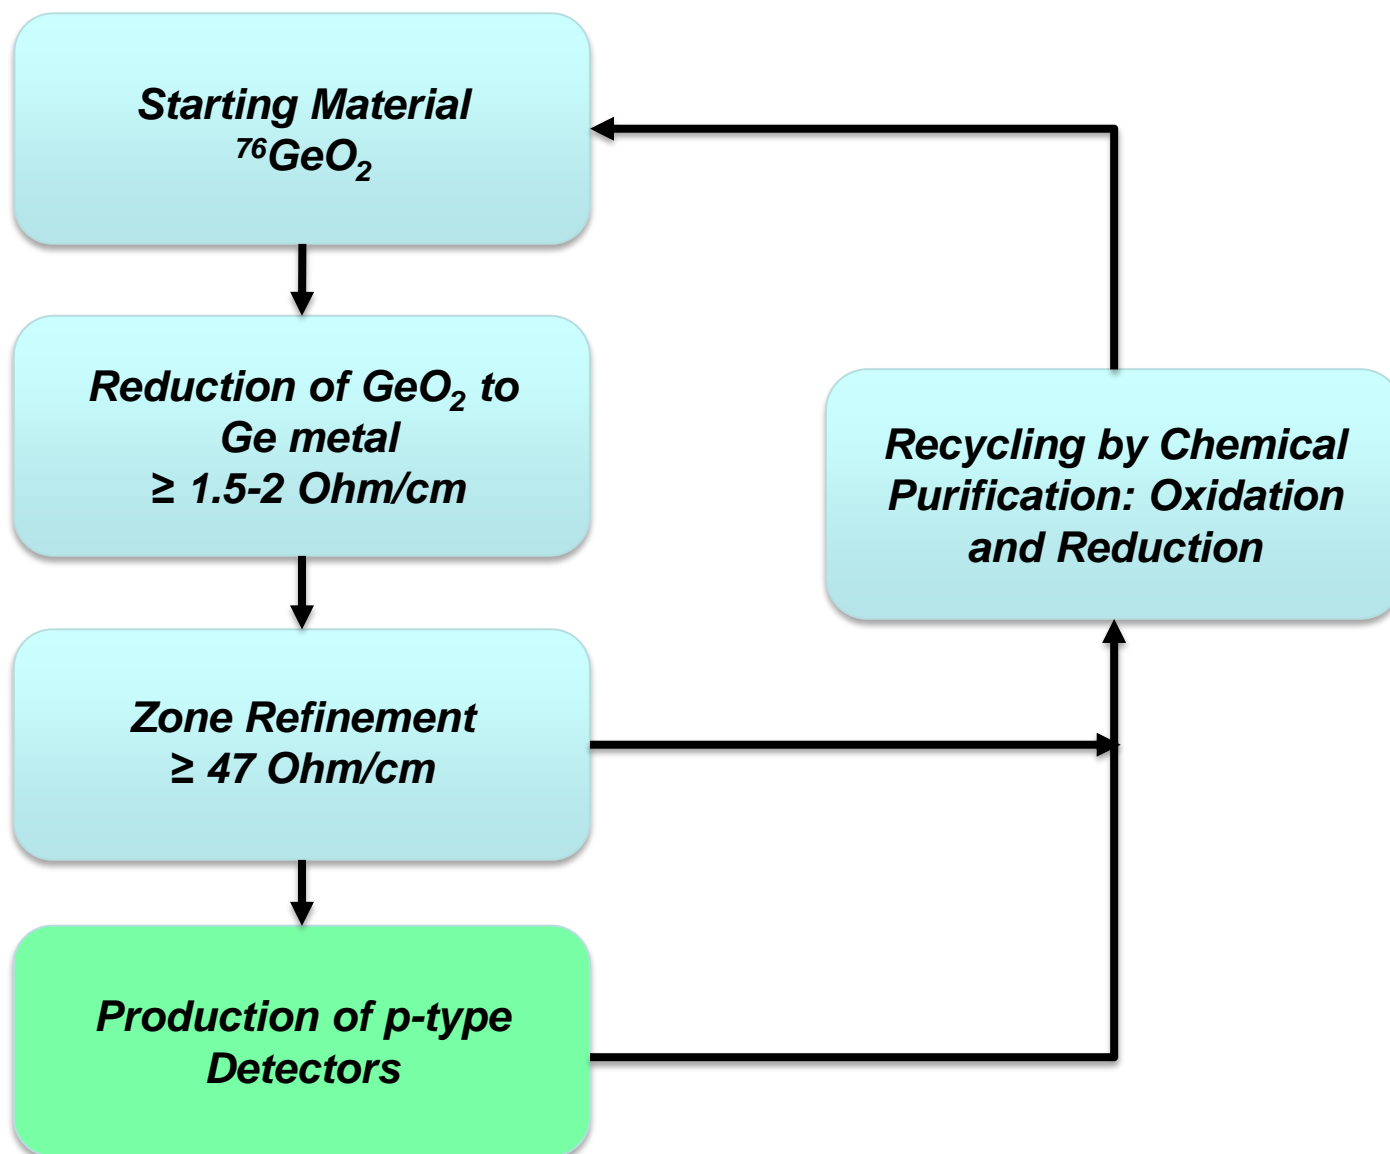 Starting Material
⁷⁶GeO₂
Reduction of GeO₂ to
Ge metal
≥ 1.5-2 Ohm/cm
Zone Refinement
≥ 47 Ohm/cm
Production of p-type
Detectors
Recycling by Chemical
Purification: Oxidation
and Reduction